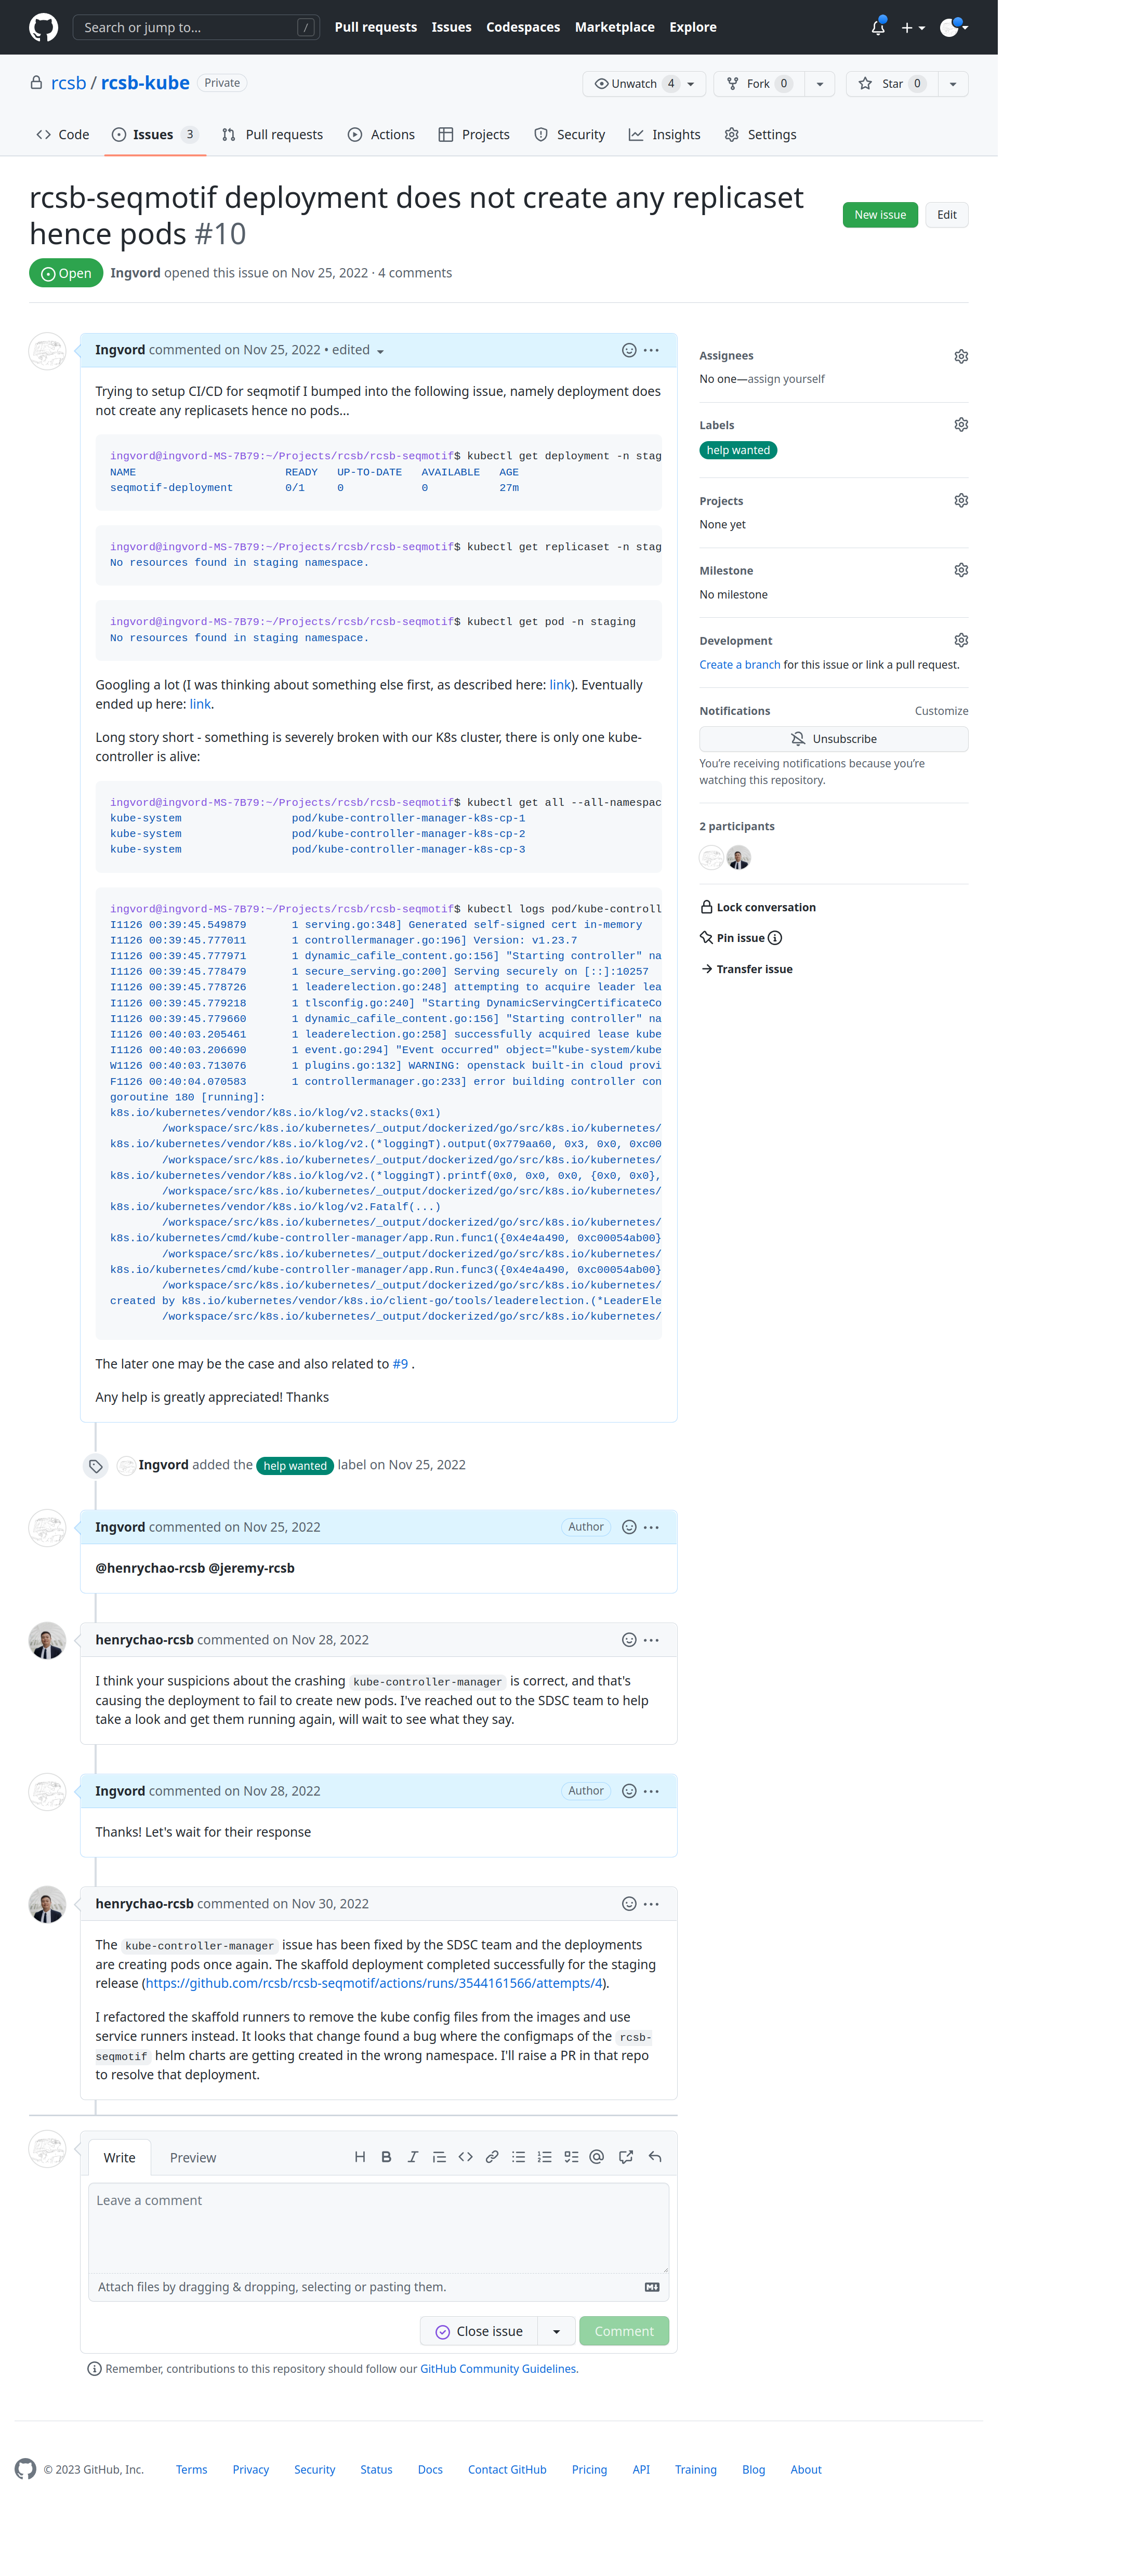 Search or jump to... /
Pull requests Issues Codespaces Marketplace Explore
rcsb / rcsb-kube Private
Unwatch 4 Fork 0 Star 0
Code Issues 3 Pull requests Actions Projects Security Insights Settings
rcsb-seqmotif deployment does not create any replicaset
hence pods #10
New issue Edit
Open Ingvord opened this issue on Nov 25, 2022 · 4 comments
Ingvord commented on Nov 25, 2022 • edited
Trying to setup CI/CD for seqmotif I bumped into the following issue, namely deployment does
not create any replicasets hence no pods...
ingvord@ingvord-MS-7B79:~/Projects/rcsb/rcsb-seqmotif$ kubectl get deployment -n stag
NAME READY UP-TO-DATE AVAILABLE AGE
seqmotif-deployment 0/1 0 0 27m
ingvord@ingvord-MS-7B79:~/Projects/rcsb/rcsb-seqmotif$ kubectl get replicaset -n stag
No resources found in staging namespace.
ingvord@ingvord-MS-7B79:~/Projects/rcsb/rcsb-seqmotif$ kubectl get pod -n staging
No resources found in staging namespace.
Googling a lot (I was thinking about something else first, as described here: link). Eventually
ended up here: link.
Long story short - something is severely broken with our K8s cluster, there is only one kube-
controller is alive:
ingvord@ingvord-MS-7B79:~/Projects/rcsb/rcsb-seqmotif$ kubectl get all --all-namespac
kube-system pod/kube-controller-manager-k8s-cp-1
kube-system pod/kube-controller-manager-k8s-cp-2
kube-system pod/kube-controller-manager-k8s-cp-3
ingvord@ingvord-MS-7B79:~/Projects/rcsb/rcsb-seqmotif$ kubectl logs pod/kube-controll
I1126 00:39:45.549879 1 serving.go:348] Generated self-signed cert in-memory
I1126 00:39:45.777011 1 controllermanager.go:196] Version: v1.23.7
I1126 00:39:45.777971 1 dynamic_cafile_content.go:156] "Starting controller" na
I1126 00:39:45.778479 1 secure_serving.go:200] Serving securely on [::]:10257
I1126 00:39:45.778726 1 leaderelection.go:248] attempting to acquire leader lea
I1126 00:39:45.779218 1 tlsconfig.go:240] "Starting DynamicServingCertificateCo
I1126 00:39:45.779660 1 dynamic_cafile_content.go:156] "Starting controller" na
I1126 00:40:03.205461 1 leaderelection.go:258] successfully acquired lease kube
I1126 00:40:03.206690 1 event.go:294] "Event occurred" object="kube-system/kube
W1126 00:40:03.713076 1 plugins.go:132] WARNING: openstack built-in cloud provi
F1126 00:40:04.070583 1 controllermanager.go:233] error building controller con
goroutine 180 [running]:
k8s.io/kubernetes/vendor/k8s.io/klog/v2.stacks(0x1)
/workspace/src/k8s.io/kubernetes/_output/dockerized/go/src/k8s.io/kubernetes/
k8s.io/kubernetes/vendor/k8s.io/klog/v2.(*loggingT).output(0x779aa60, 0x3, 0x0, 0xc00
/workspace/src/k8s.io/kubernetes/_output/dockerized/go/src/k8s.io/kubernetes/
k8s.io/kubernetes/vendor/k8s.io/klog/v2.(*loggingT).printf(0x0, 0x0, 0x0, {0x0, 0x0},
/workspace/src/k8s.io/kubernetes/_output/dockerized/go/src/k8s.io/kubernetes/
k8s.io/kubernetes/vendor/k8s.io/klog/v2.Fatalf(...)
/workspace/src/k8s.io/kubernetes/_output/dockerized/go/src/k8s.io/kubernetes/
k8s.io/kubernetes/cmd/kube-controller-manager/app.Run.func1({0x4e4a490, 0xc00054ab00}
/workspace/src/k8s.io/kubernetes/_output/dockerized/go/src/k8s.io/kubernetes/
k8s.io/kubernetes/cmd/kube-controller-manager/app.Run.func3({0x4e4a490, 0xc00054ab00}
/workspace/src/k8s.io/kubernetes/_output/dockerized/go/src/k8s.io/kubernetes/
created by k8s.io/kubernetes/vendor/k8s.io/client-go/tools/leaderelection.(*LeaderEle
/workspace/src/k8s.io/kubernetes/_output/dockerized/go/src/k8s.io/kubernetes/
The later one may be the case and also related to #9 .
Any help is greatly appreciated! Thanks
Ingvord added the help wanted label on Nov 25, 2022
Ingvord commented on Nov 25, 2022 Author
@henrychao-rcsb @jeremy-rcsb
henrychao-rcsb commented on Nov 28, 2022
I think your suspicions about the crashing kube-controller-manager is correct, and that's
causing the deployment to fail to create new pods. I've reached out to the SDSC team to help
take a look and get them running again, will wait to see what they say.
Ingvord commented on Nov 28, 2022 Author
Thanks! Let's wait for their response
henrychao-rcsb commented on Nov 30, 2022
The kube-controller-manager issue has been fixed by the SDSC team and the deployments
are creating pods once again. The skaffold deployment completed successfully for the staging
release (https://github.com/rcsb/rcsb-seqmotif/actions/runs/3544161566/attempts/4).
I refactored the skaffold runners to remove the kube config files from the images and use
service runners instead. It looks that change found a bug where the configmaps of the rcsb-
seqmotif helm charts are getting created in the wrong namespace. I'll raise a PR in that repo
to resolve that deployment.
Write Preview
Leave a comment
Attach files by dragging & dropping, selecting or pasting them.
Close issue Comment
Remember, contributions to this repository should follow our GitHub Community Guidelines.
Assignees
No one—assign yourself
Labels
help wanted
Projects
None yet
Milestone
No milestone
Development
Create a branch for this issue or link a pull request.
Notifications Customize
Unsubscribe
You're receiving notifications because you're
watching this repository.
2 participants
Lock conversation
Pin issue
Transfer issue
© 2023 GitHub, Inc. Terms Privacy Security Status Docs Contact GitHub Pricing API Training Blog About